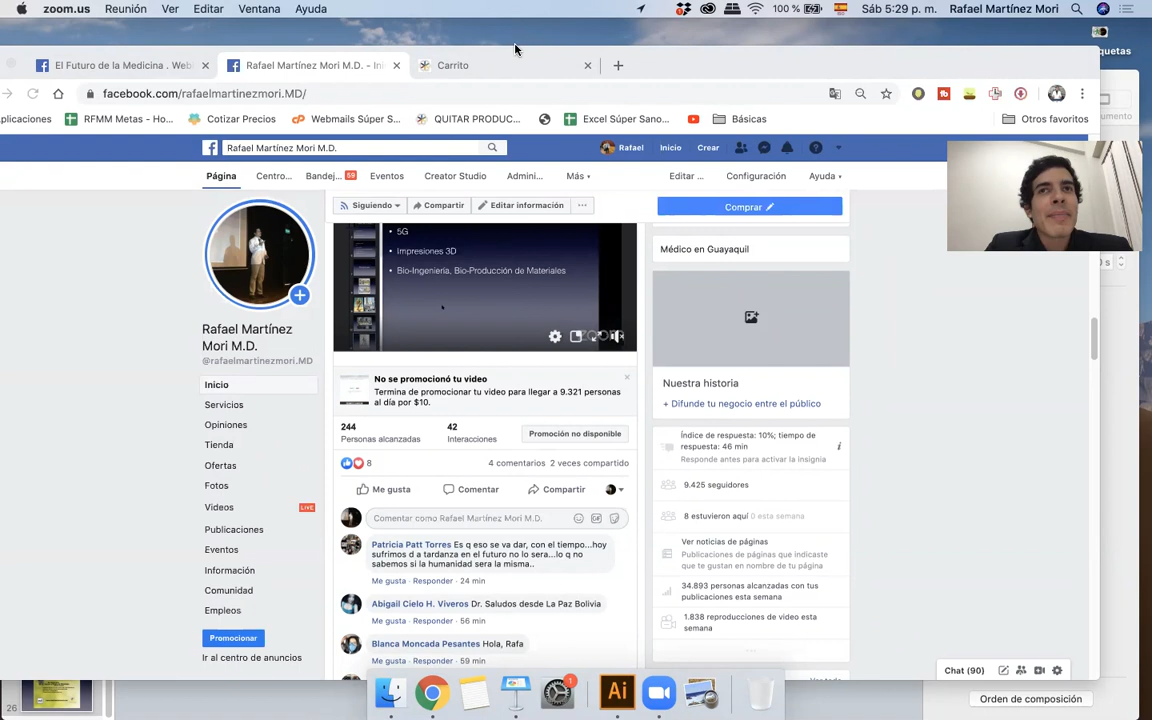 zoom.us Reunión Ver Editar Ventana Ayuda 100 % Sáb 5:29 p. m. Rafael Martínez Mori
quetas
El Futuro de la Medicina . Web × Rafael Martínez Mori M.D. - Ini × Carrito × +
facebook.com/rafaelmartinezmori.MD/
plicaciones RFMM Metas - Ho... Cotizar Precios Webmails Súper S... QUITAR PRODUC... Excel Súper Sano... Básicas Otros favoritos
umento
Rafael Martínez Mori M.D. Rafael Inicio Crear
Página Centro... Bandej... 59 Eventos Creator Studio Admini... Más Editar ... Configuración Ayuda
Siguiendo Compartir Editar información ... Comprar
5G
Impresiones 3D
Bio-Ingeniería, Bio-Producción de Materiales
zoom
Médico en Guayaquil
0 s
Rafael Martínez
Mori M.D.
@rafaelmartinezmori.MD
Inicio
Servicios
Opiniones
Tienda
Ofertas
Fotos
Videos LIVE
Publicaciones
Eventos
Información
Comunidad
Empleos
Promocionar
Ir al centro de anuncios
No se promocionó tu video
Termina de promocionar tu video para llegar a 9.321 personas
al día por $10.
244 42
Personas alcanzadas Interacciones
Promoción no disponible
8 4 comentarios 2 veces compartido
Me gusta Comentar Compartir
Comentar como Rafael Martínez Mori M.D.
Patricia Patt Torres Es q eso se va dar, con el tiempo...hoy
sufrimos d a tardanza en el futuro no lo sera...lo q no
sabemos si la humanidad sera la misma..
Me gusta · Responder · 24 min
Abigail Cielo H. Viveros Dr. Saludos desde La Paz Bolivia
Me gusta · Responder · 56 min
Blanca Moncada Pesantes Hola, Rafa
Me gusta · Responder · 59 min
Nuestra historia
+ Difunde tu negocio entre el público
Índice de respuesta: 10%; tiempo de
respuesta: 46 min
Responde antes para activar la insignia
9.425 seguidores
8 estuvieron aquí 0 esta semana
Ver noticias de páginas
Publicaciones de páginas que indicaste
que te gustan en nombre de tu página
34.893 personas alcanzadas con tus
publicaciones esta semana
1.838 reproducciones de video esta
semana
Chat (90)
Orden de composición
26
1
Ai